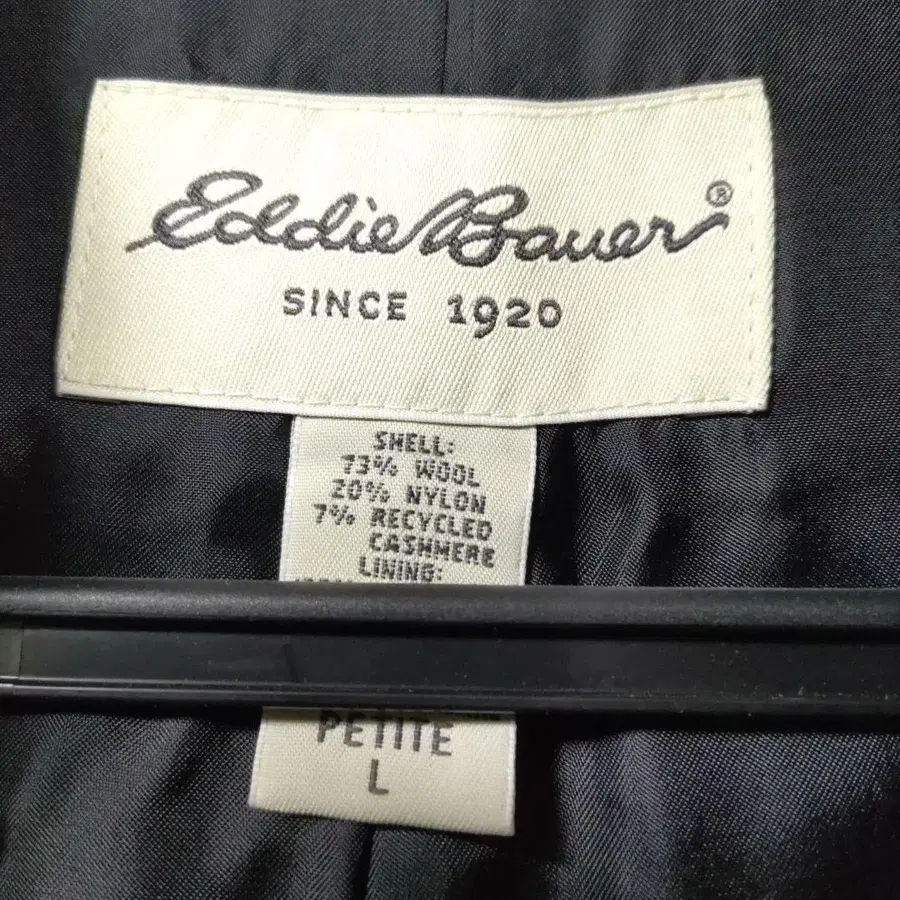 Eddie Bauer®
SINCE 1920
SHELL:
73% WOOL
20% NYLON
7% RECYCLED
CASHMERE
LINING:
PETITE
L